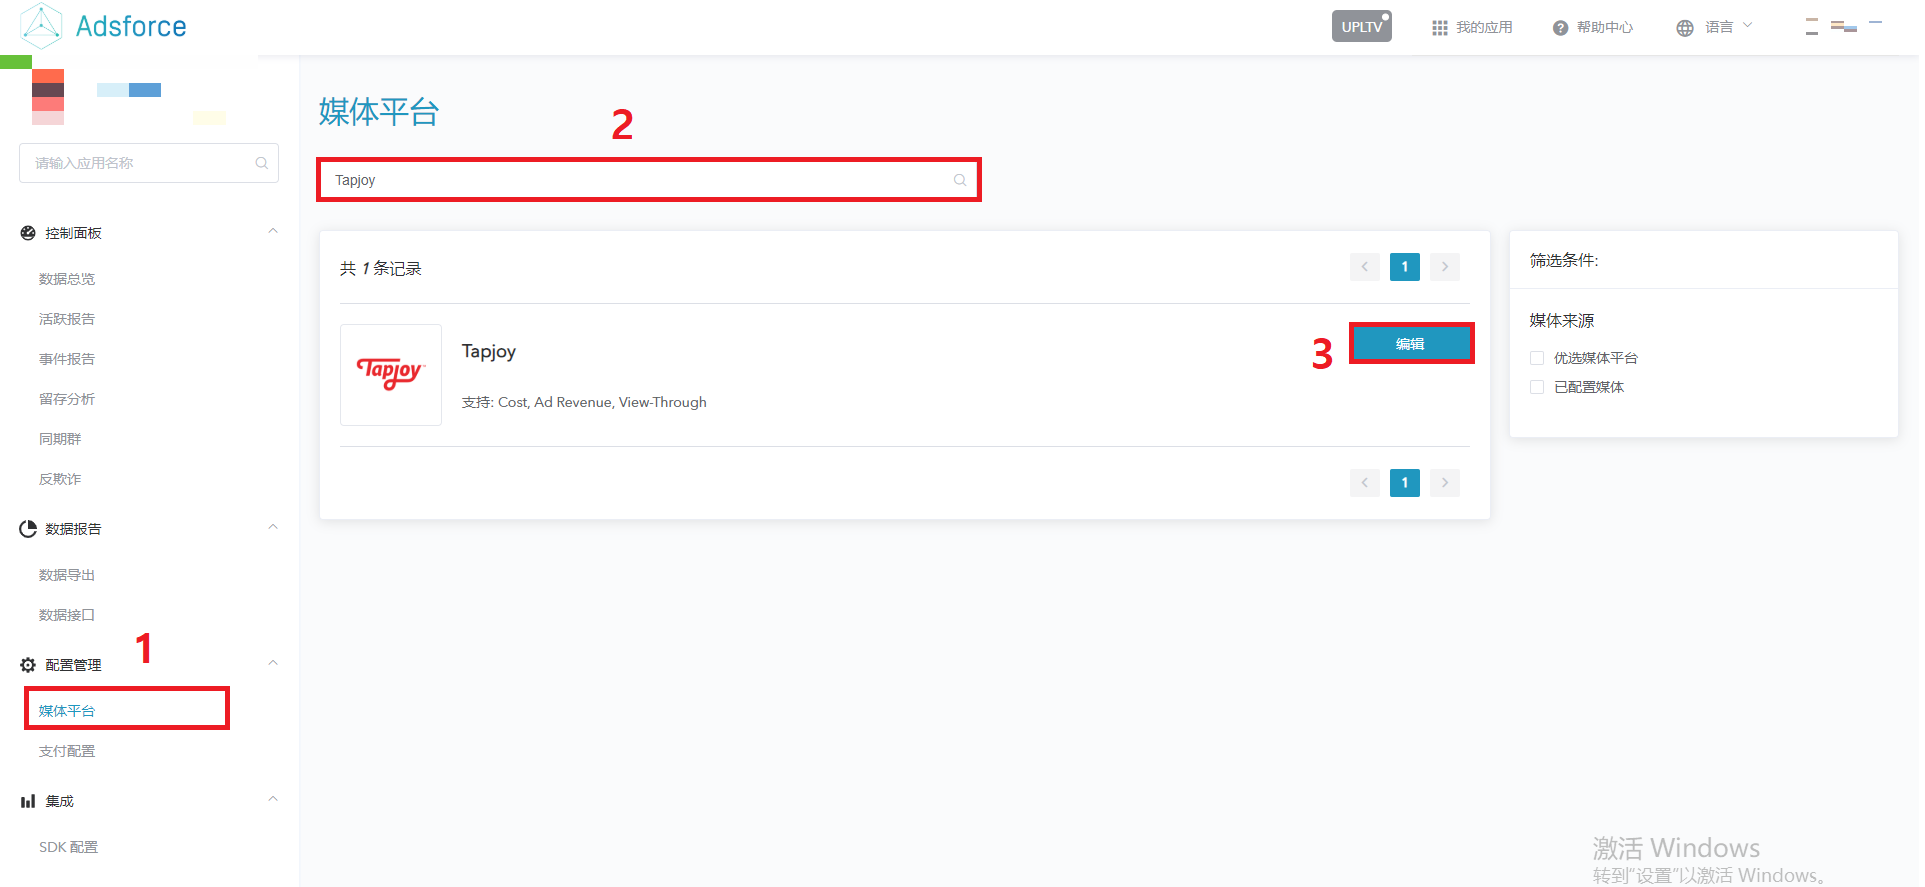 Adsforce
UPLTV
我的应用
帮助中心
语言
请输入应用名称
控制面板
数据总览
活跃报告
事件报告
留存分析
同期群
反欺诈
数据报告
数据导出
数据接口
1
配置管理
媒体平台
支付配置
集成
SDK 配置
媒体平台
2
Tapjoy
共 1 条记录
1
Tapjoy
Tapjoy
支持: Cost, Ad Revenue, View-Through
3
编辑
1
筛选条件:
媒体来源
优选媒体平台
已配置媒体
激活 Windows
转到"设置"以激活 Windows。